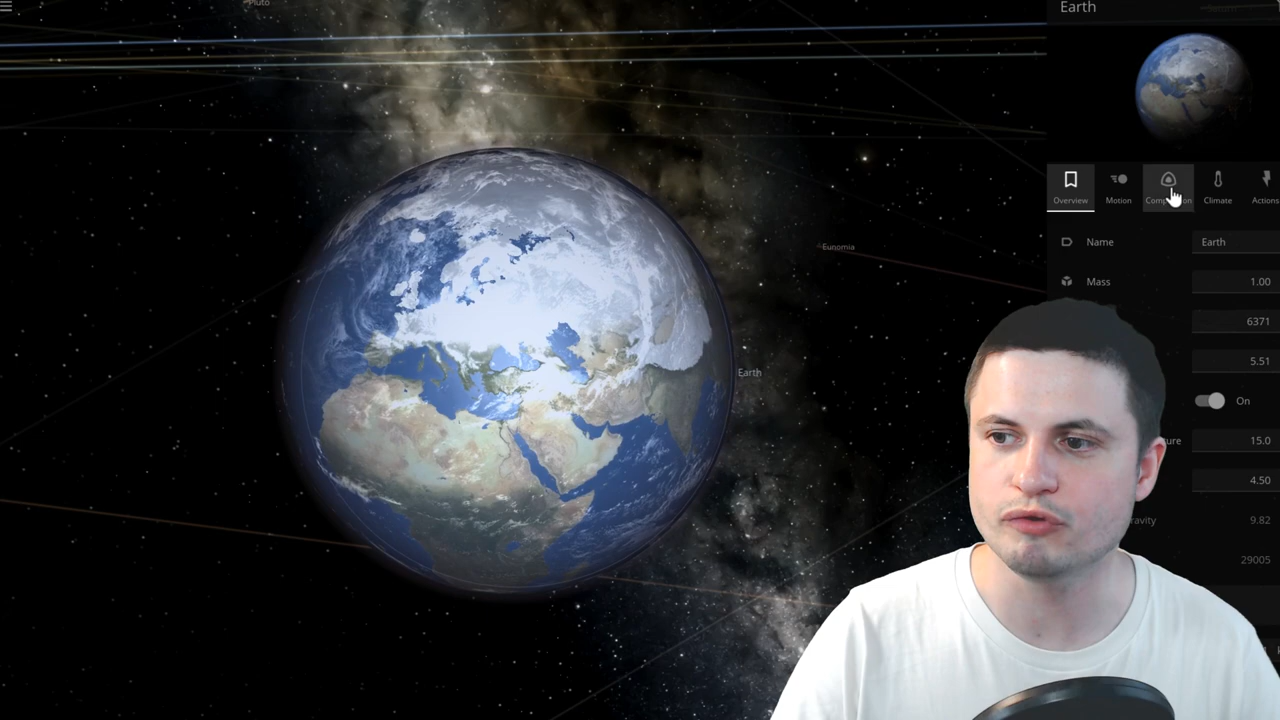 Pluto
Earth
Overview
Motion
Climate
Actions
Name
Earth
Mass
1.00
6371
5.51
On
15.0
4.50
9.82
29005
Eunomia
Earth